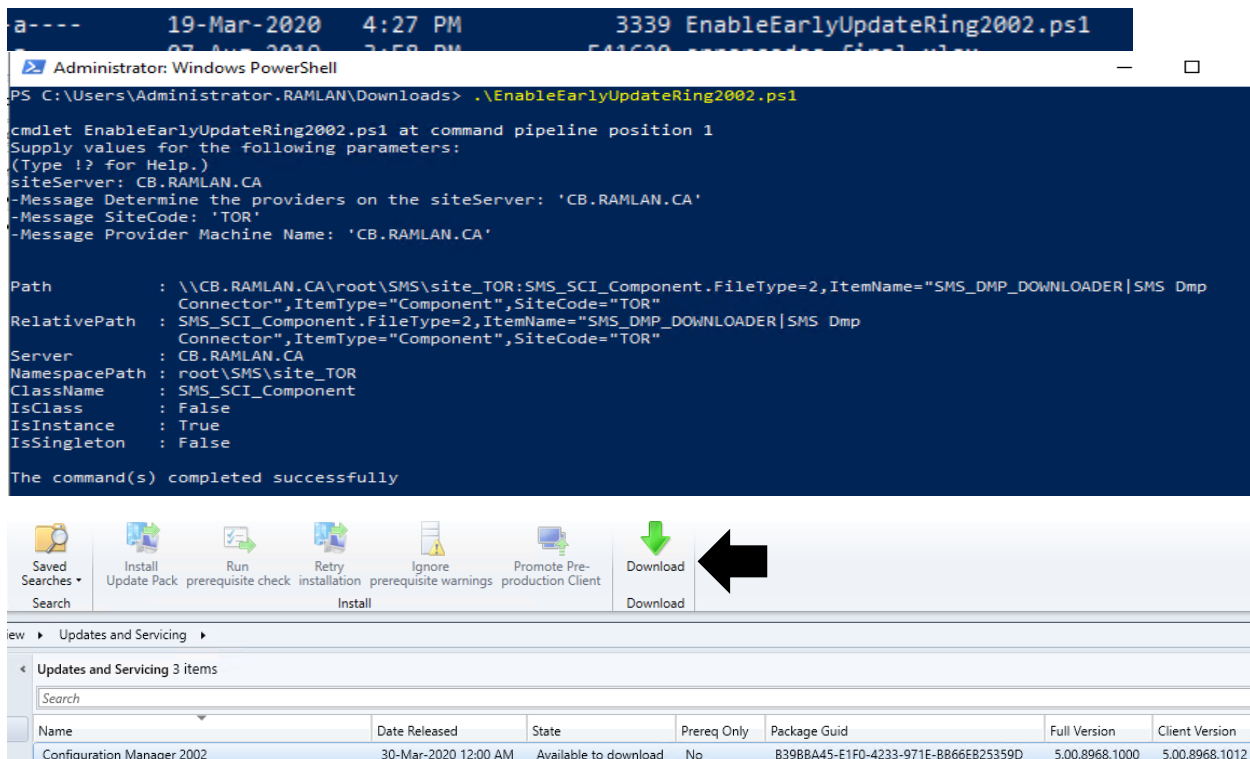 -a---- 19-Mar-2020 4:27 PM 3339 EnableEarlyUpdateRing2002.ps1
Administrator: Windows PowerShell
PS C:\Users\Administrator.RAMLAN\Downloads> .\EnableEarlyUpdateRing2002.ps1
cmdlet EnableEarlyUpdateRing2002.ps1 at command pipeline position 1
Supply values for the following parameters:
(Type !? for Help.)
siteServer: CB.RAMLAN.CA
-Message Determine the providers on the siteServer: 'CB.RAMLAN.CA'
-Message SiteCode: 'TOR'
-Message Provider Machine Name: 'CB.RAMLAN.CA'
Path : \\CB.RAMLAN.CA\root\SMS\site_TOR:SMS_SCI_Component.FileType=2,ItemName="SMS_DMP_DOWNLOADER|SMS Dmp
Connector",ItemType="Component",SiteCode="TOR"
RelativePath : SMS_SCI_Component.FileType=2,ItemName="SMS_DMP_DOWNLOADER|SMS Dmp
Connector",ItemType="Component",SiteCode="TOR"
Server : CB.RAMLAN.CA
NamespacePath : root\SMS\site_TOR
ClassName : SMS_SCI_Component
IsClass : False
IsInstance : True
IsSingleton : False
The command(s) completed successfully
Saved Searches
Install Update Pack
Run prerequisite check
Retry installation
Ignore prerequisite warnings
Promote Pre-production Client
Download
Search Install Download
iew Updates and Servicing
Updates and Servicing 3 items
Search
Name Date Released State Prereq Only Package Guid Full Version Client Version
Configuration Manager 2002 30-Mar-2020 12:00 AM Available to download No B39BBA45-E1F0-4233-971E-BB66EB25359D 5.00.8968.1000 5.00.8968.1012